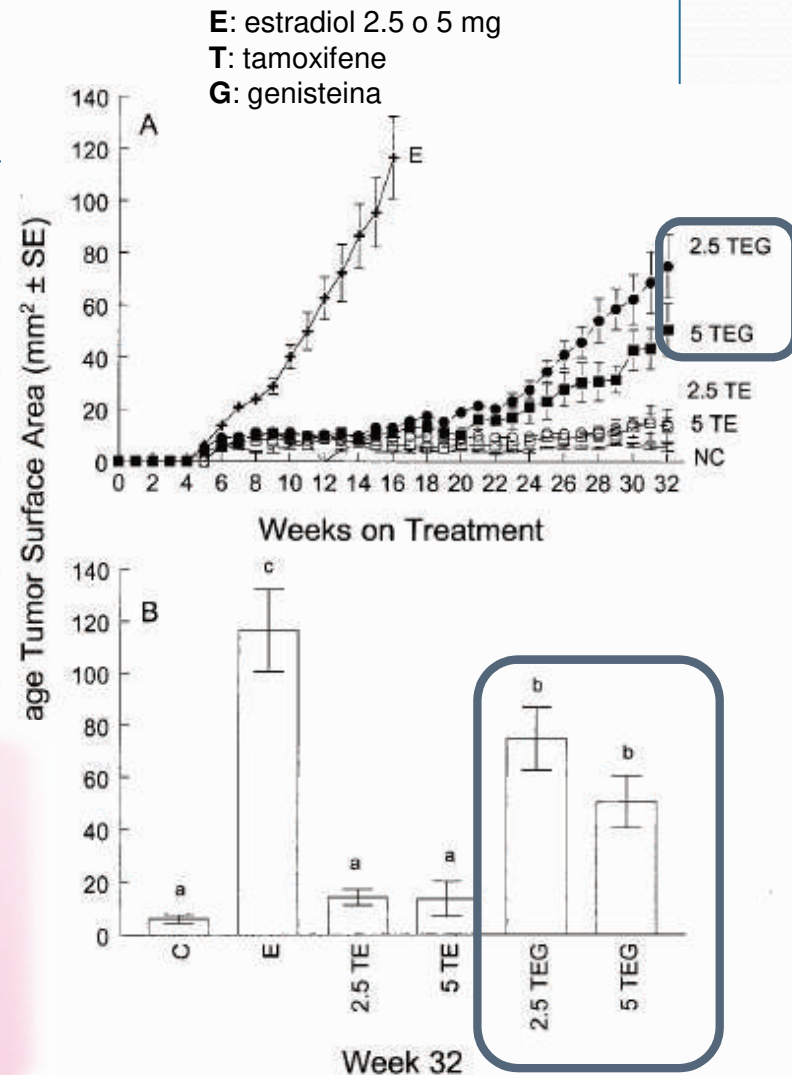 E: estradiol 2.5 o 5 mg
T: tamoxifene
G: genisteina
A
140
120
100
80
60
40
20
0
E
2.5 TEG
5 TEG
2.5 TE
5 TE
NC
0 2 4 6 8 10 12 14 16 18 20 22 24 26 28 30 32
Weeks on Treatment
age Tumor Surface Area (mm² ± SE)
B
140
120
100
80
60
40
20
0
a
c
a
a
b
b
C
E
2.5 TE
5 TE
2.5 TEG
5 TEG
Week 32